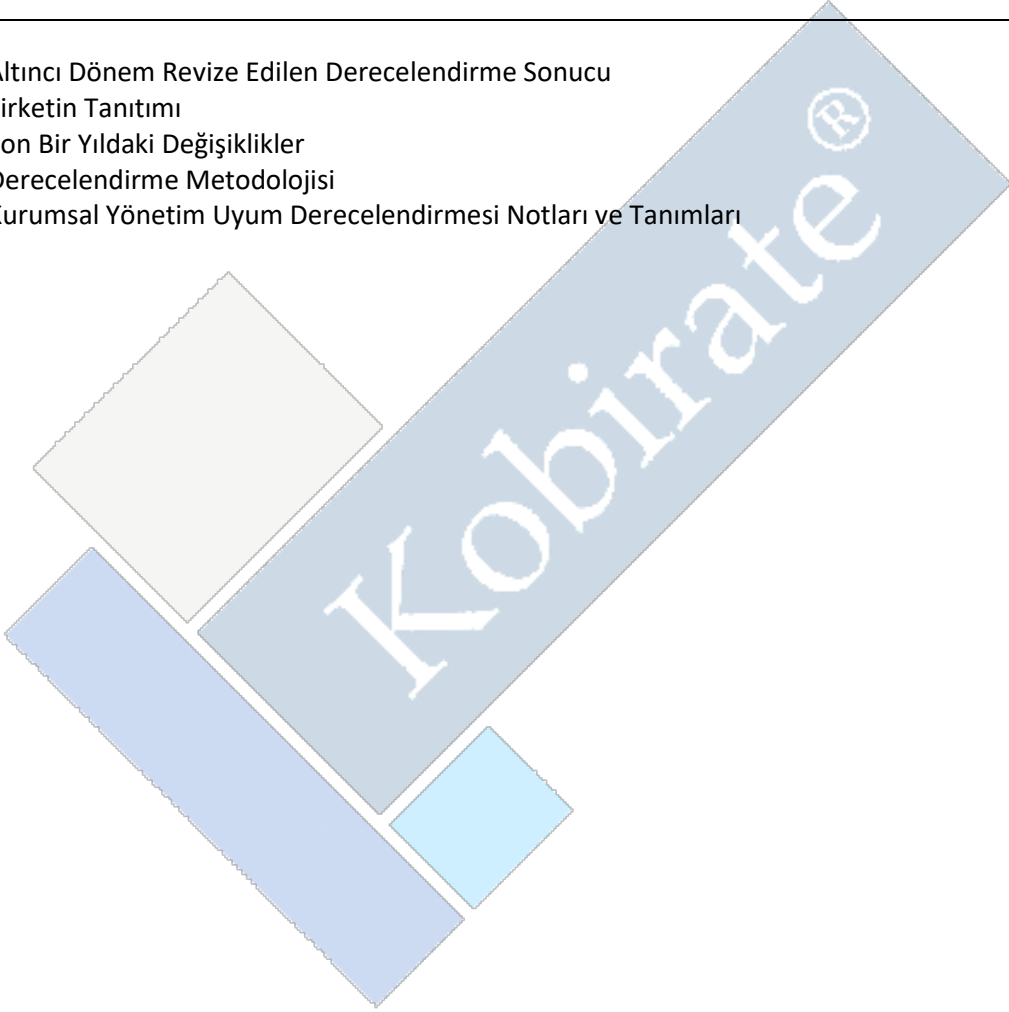 Altıncı Dönem Revize Edilen Derecelendirme Sonucu
irketin Tanıtımı
on Bir Yıldaki Değişiklikler
Derecelendirme Metodolojisi
Kurumsal Yönetim Uyum Derecelendirmesi Notları ve Tanımları
Kobirate ®